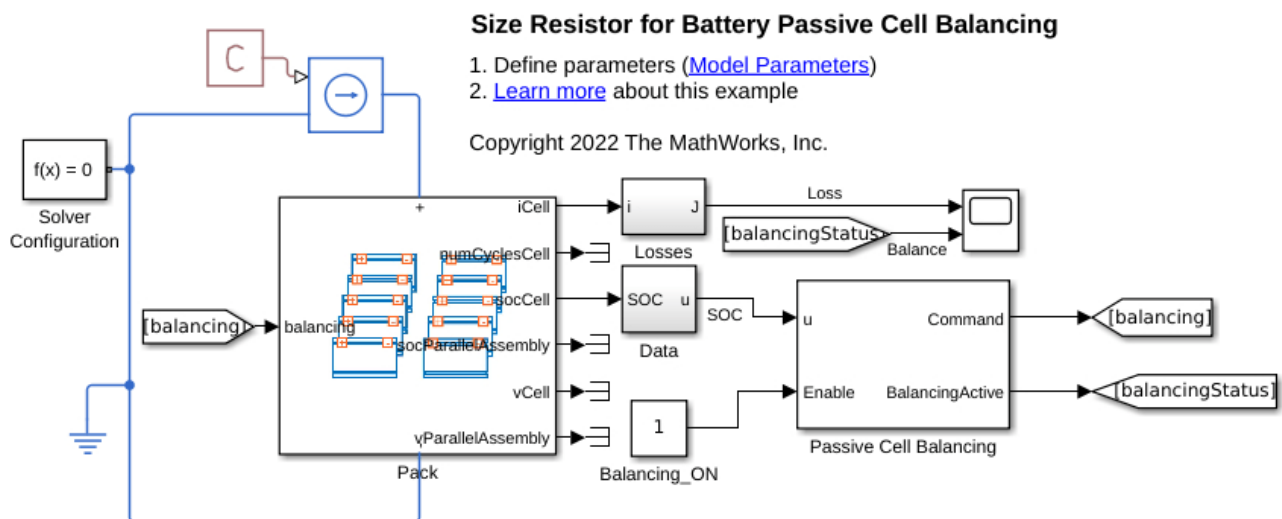 Size Resistor for Battery Passive Cell Balancing
1. Define parameters (Model Parameters)
2. Learn more about this example
Copyright 2022 The MathWorks, Inc.
C
f(x) = 0
Solver
Configuration
+
iCell
i
J
Loss
Losses
[balancingStatus]
Balance
numCyclesCell
socCell
SOC
u
SOC
Data
[balancing]
balancing
socParallelAssembly
vCell
vParallelAssembly
-
Pack
1
Balancing_ON
u
Command
Enable
BalancingActive
Passive Cell Balancing
[balancing]
[balancingStatus]